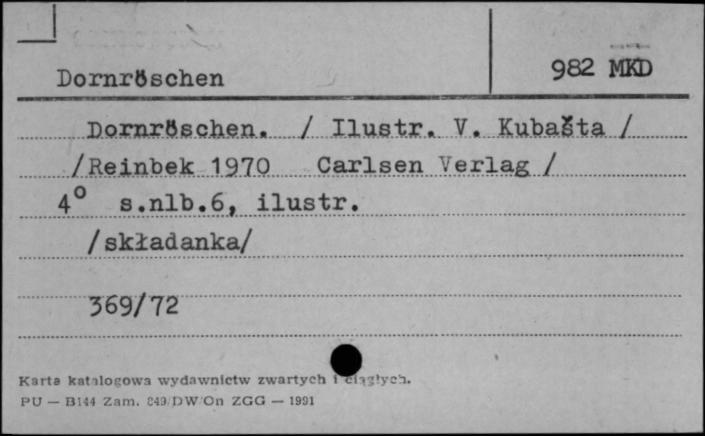 Dornröschen
982 MKD
Dornröschen. / Ilustr. V. Kubašta /
/Reinbek 1970 Carlsen Verlag /
4° s.nlb.6, ilustr.
/składanka/
369/72
Karta katalogowa wydawnictw zwartych i ciągłych.
PU — B144 Zam. 849/DW/On ZGG — 1991